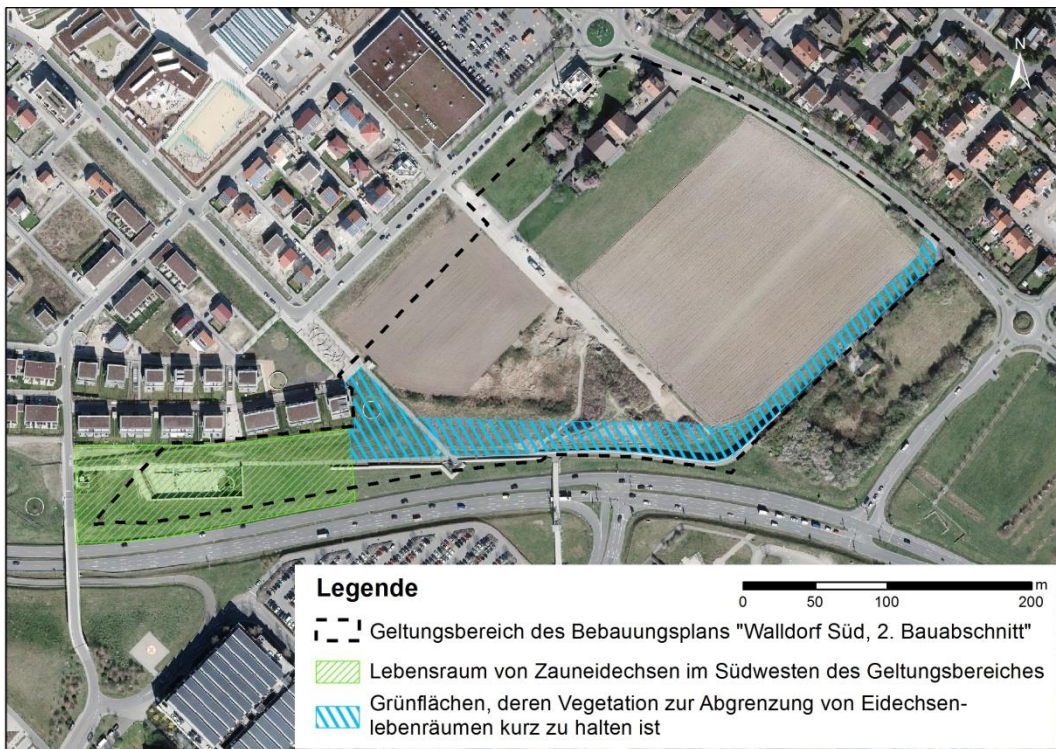 N
Legende
m
0 50 100 200
Geltungsbereich des Bebauungsplans "Walldorf Süd, 2. Bauabschnitt"
Lebensraum von Zauneidechsen im Südwesten des Geltungsbereiches
Grünflächen, deren Vegetation zur Abgrenzung von Eidechsen-
lebenräumen kurz zu halten ist